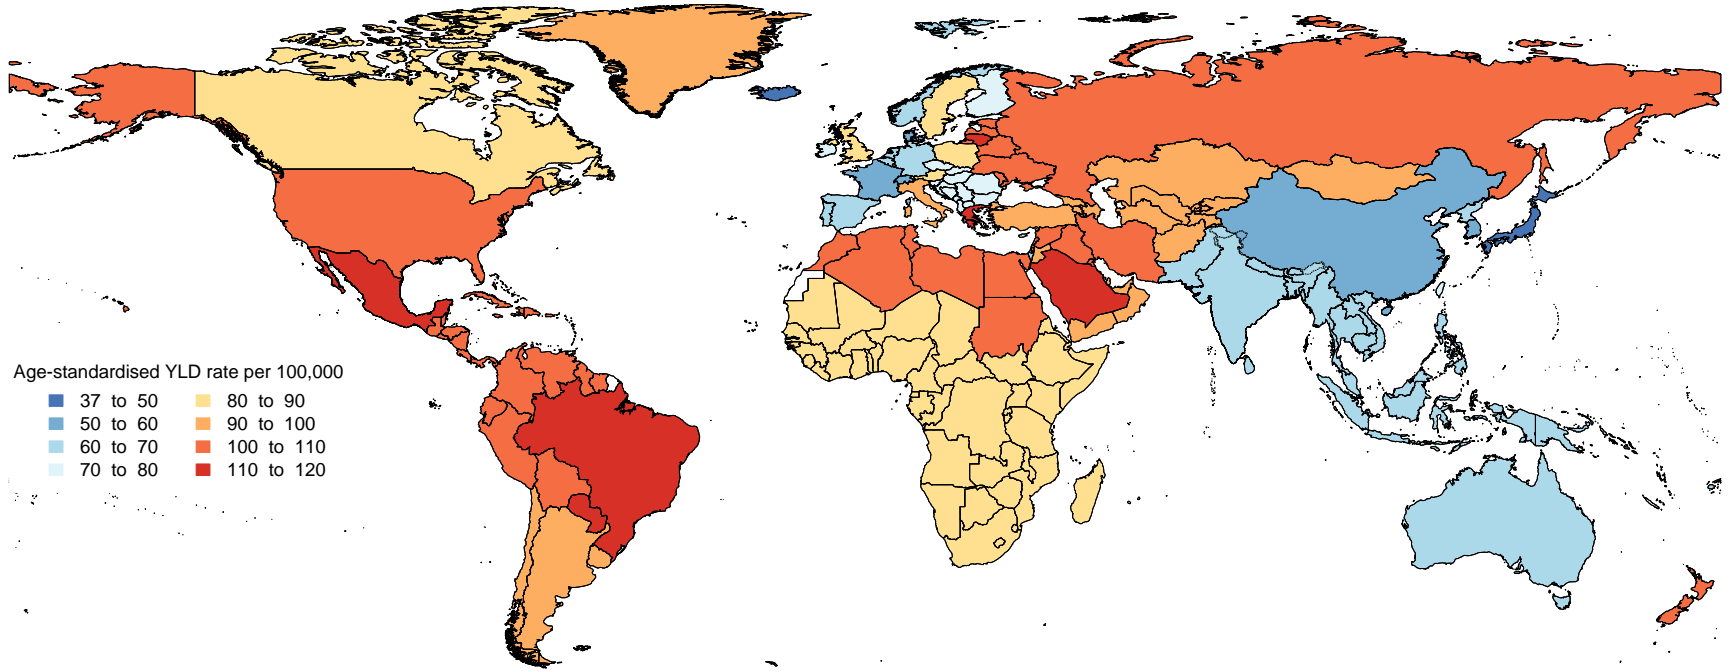 Age-standardised YLD rate per 100,000
37 to 50 80 to 90
50 to 60 90 to 100
60 to 70 100 to 110
70 to 80 110 to 120